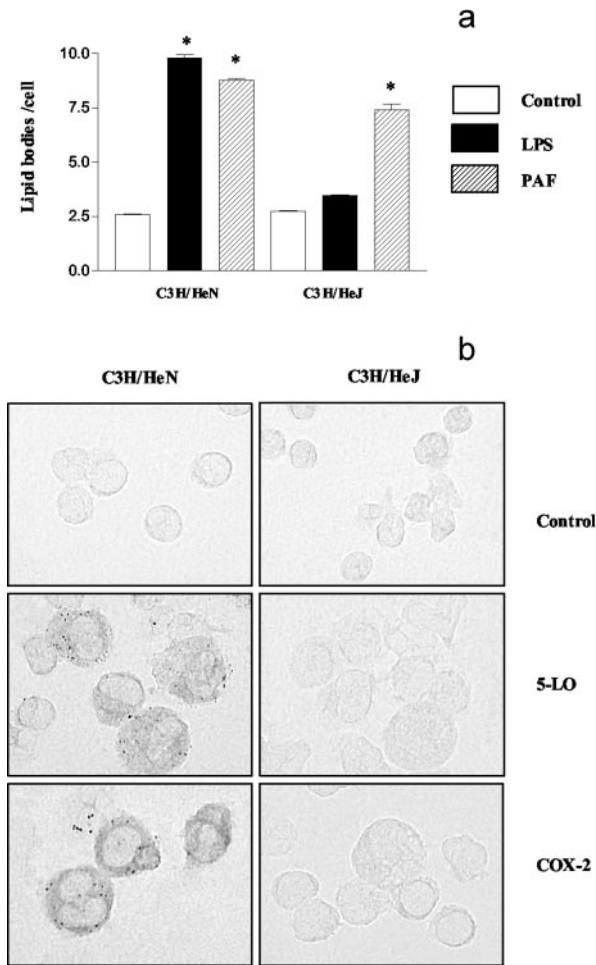 a
Lipid bodies /cell
10.0
7.5
5.0
2.5
0.0
*
*
*
C3H/HeN
C3H/HeJ
Control
LPS
PAF
b
C3H/HeN
C3H/HeJ
Control
5-LO
COX-2